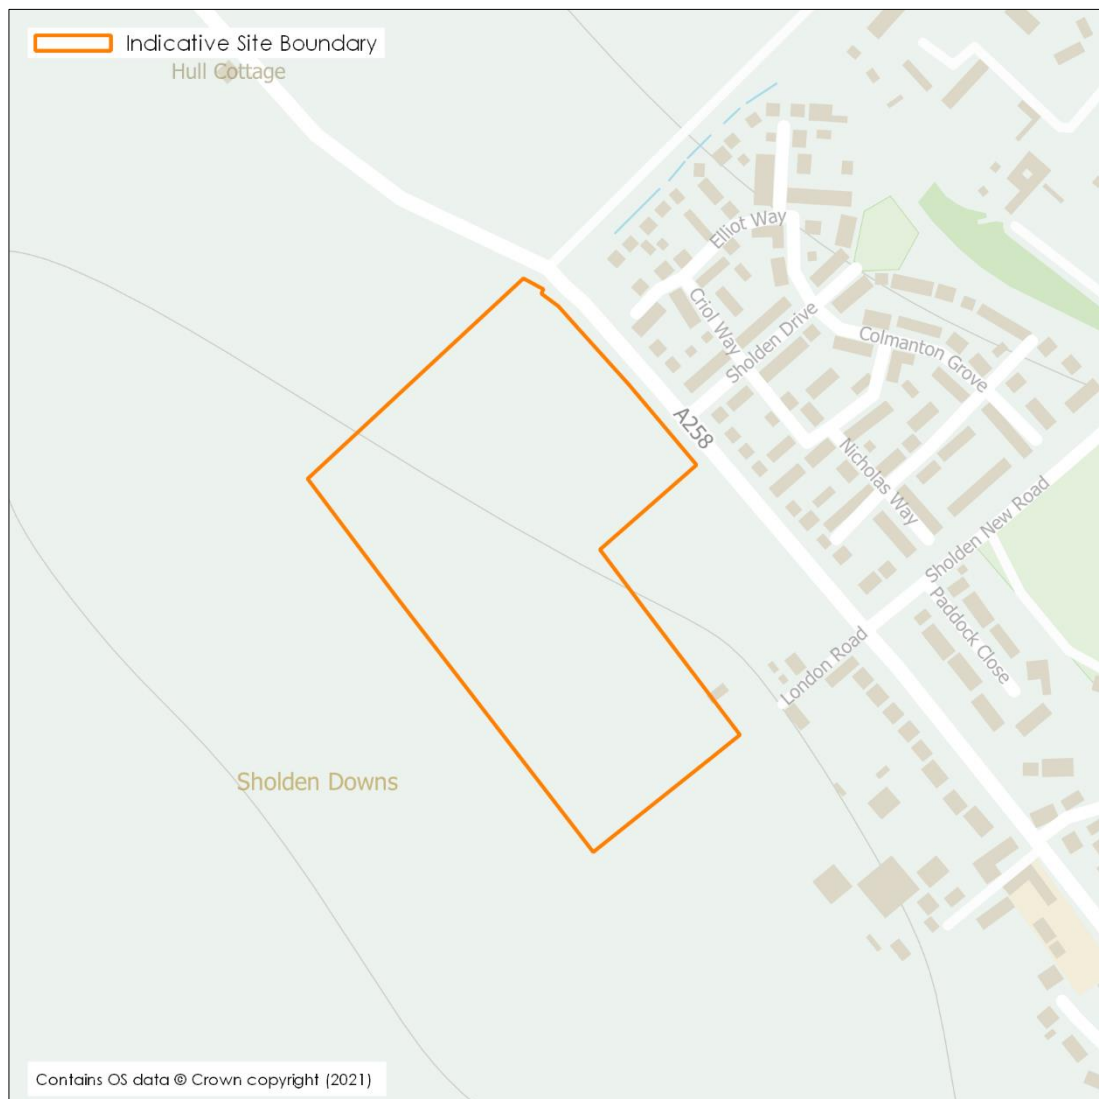 Indicative Site Boundary
Hull Cottage
Elliot Way
Criol Way
Sholden Drive
Colmanton Grove
A258
Nicholas Way
Sholden New Road
Paddock Close
London Road
Sholden Downs
Contains OS data © Crown copyright (2021)